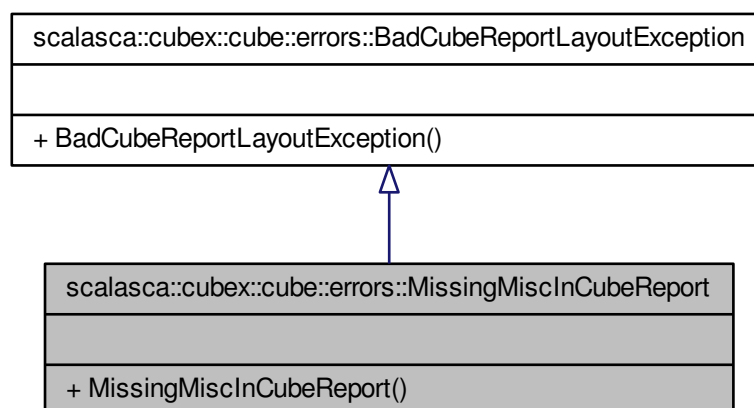 scalasca::cubex::cube::errors::BadCubeReportLayoutException
+ BadCubeReportLayoutException()
scalasca::cubex::cube::errors::MissingMiscInCubeReport
+ MissingMiscInCubeReport()